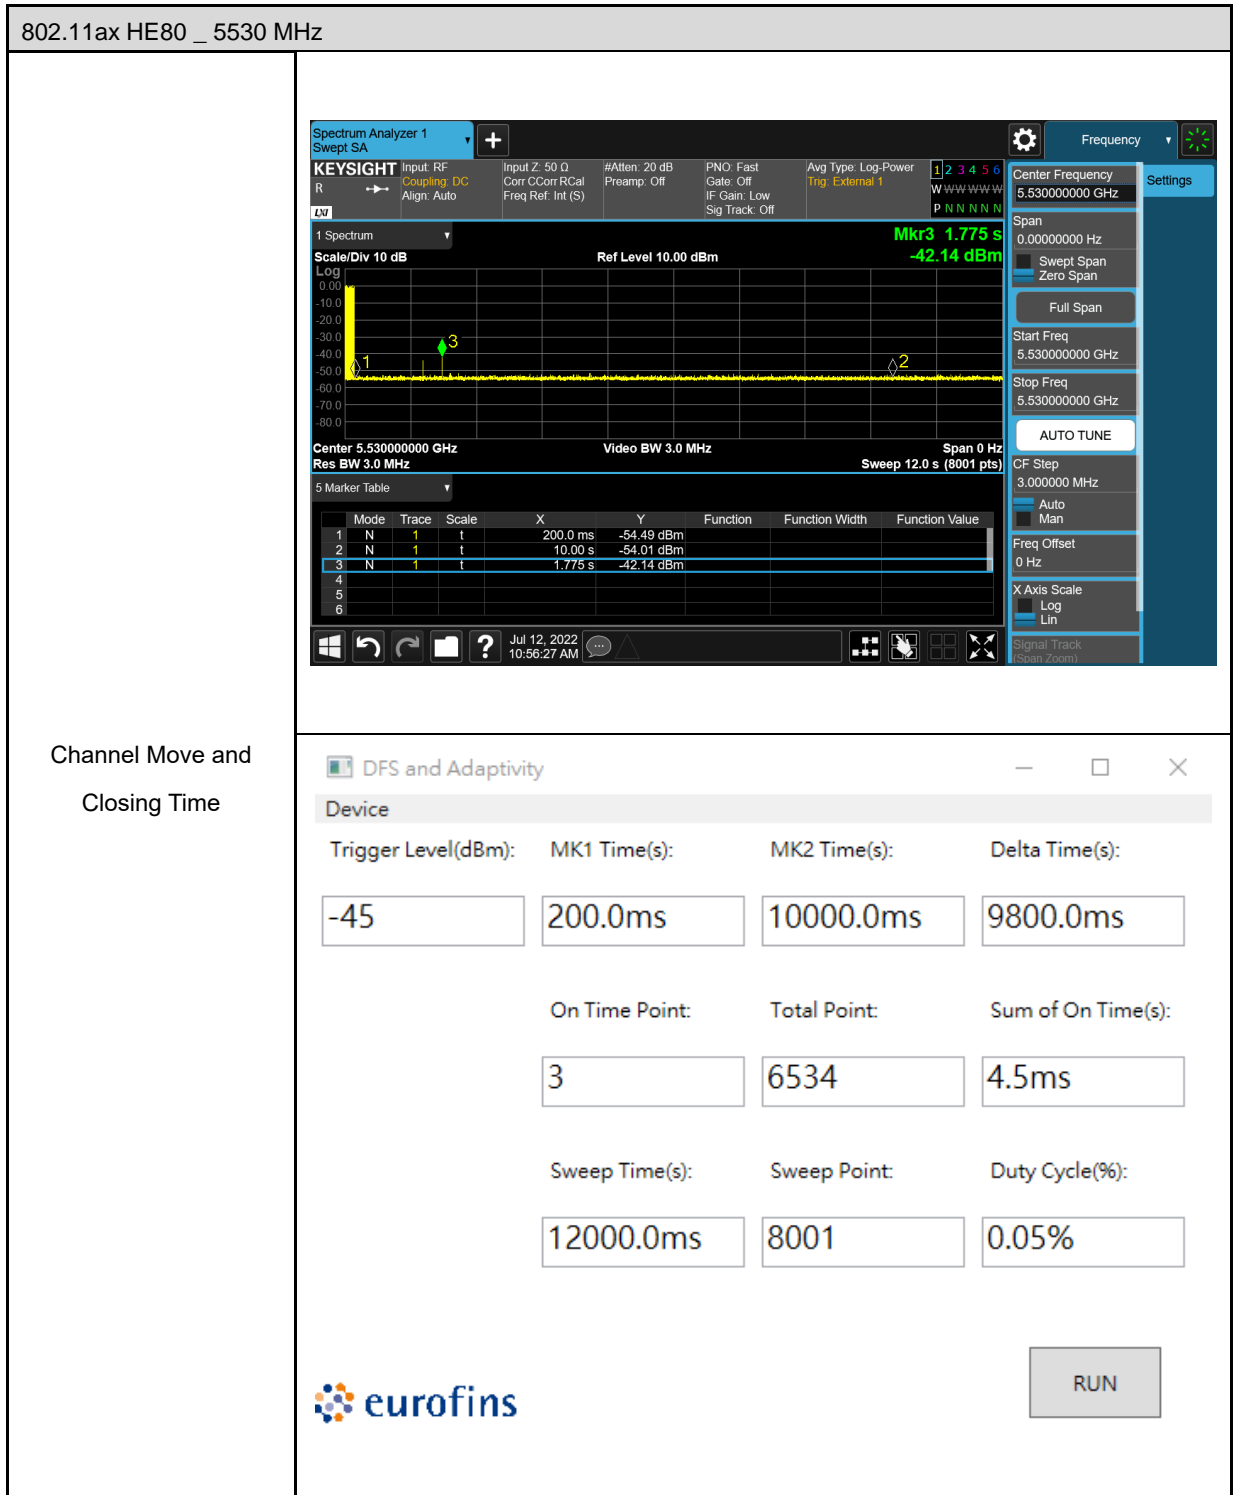 802.11ax HE80 _ 5530 MHz
Channel Move and
Closing Time
Spectrum Analyzer 1
Swept SA
+
Frequency
KEYSIGHT
R
LXI
Input: RF
Coupling: DC
Align: Auto
Input Z: 50 Ω
Corr CCorr RCal
Freq Ref: Int (S)
#Atten: 20 dB
Preamp: Off
PNO: Fast
Gate: Off
IF Gain: Low
Sig Track: Off
Avg Type: Log-Power
Trig: External 1
1 2 3 4 5 6
W W W W W W
P N N N N N
Center Frequency
5.530000000 GHz
Settings
Span
0.00000000 Hz
Swept Span
Zero Span
Full Span
Start Freq
5.530000000 GHz
Stop Freq
5.530000000 GHz
AUTO TUNE
CF Step
3.000000 MHz
Auto
Man
Freq Offset
0 Hz
X Axis Scale
Log
Lin
Signal Track
(Span Zoom)
1 Spectrum
Mkr3 1.775 s
Scale/Div 10 dB
Ref Level 10.00 dBm
-42.14 dBm
Log
0.00
-10.0
-20.0
-30.0
-40.0
-50.0
-60.0
-70.0
-80.0
1
3
2
Center 5.530000000 GHz
Video BW 3.0 MHz
Span 0 Hz
Res BW 3.0 MHz
Sweep 12.0 s (8001 pts)
5 Marker Table
Mode Trace Scale X Y Function Function Width Function Value
1 N 1 t 200.0 ms -54.49 dBm
2 N 1 t 10.00 s -54.01 dBm
3 N 1 t 1.775 s -42.14 dBm
4
5
6
?
Jul 12, 2022
10:56:27 AM
DFS and Adaptivity
Device
Trigger Level(dBm): MK1 Time(s): MK2 Time(s): Delta Time(s):
-45 200.0ms 10000.0ms 9800.0ms
On Time Point: Total Point: Sum of On Time(s):
3 6534 4.5ms
Sweep Time(s): Sweep Point: Duty Cycle(%):
12000.0ms 8001 0.05%
RUN
eurofins